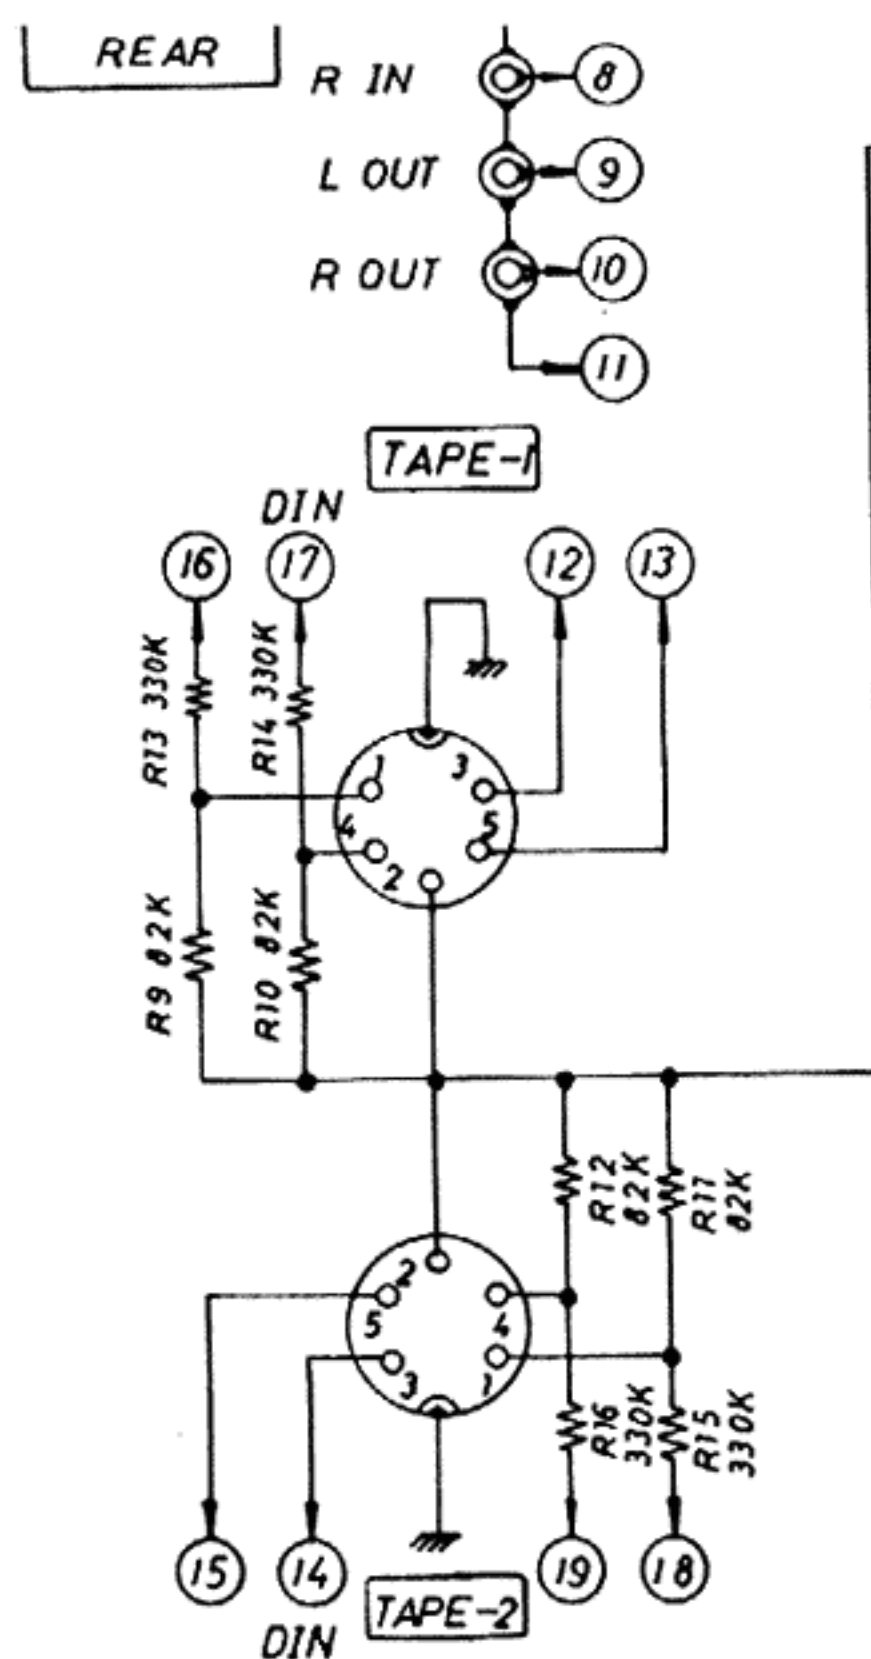 REAR
R IN 8
L OUT 9
R OUT 10
11
TAPE-1
DIN
16 17 12 13
R13 330K
R14 330K
1 3
4 5
2
R9 82K
R10 82K
R12 82K
R11 82K
2
5 4
3 1
R16 330K
R15 330K
15 14 19 18
TAPE-2
DIN